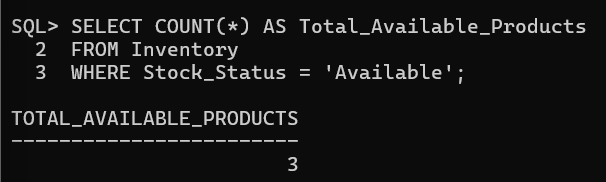 SQL> SELECT COUNT(*) AS Total_Available_Products
  2  FROM Inventory
  3  WHERE Stock_Status = 'Available';
TOTAL_AVAILABLE_PRODUCTS
------------------------
                       3